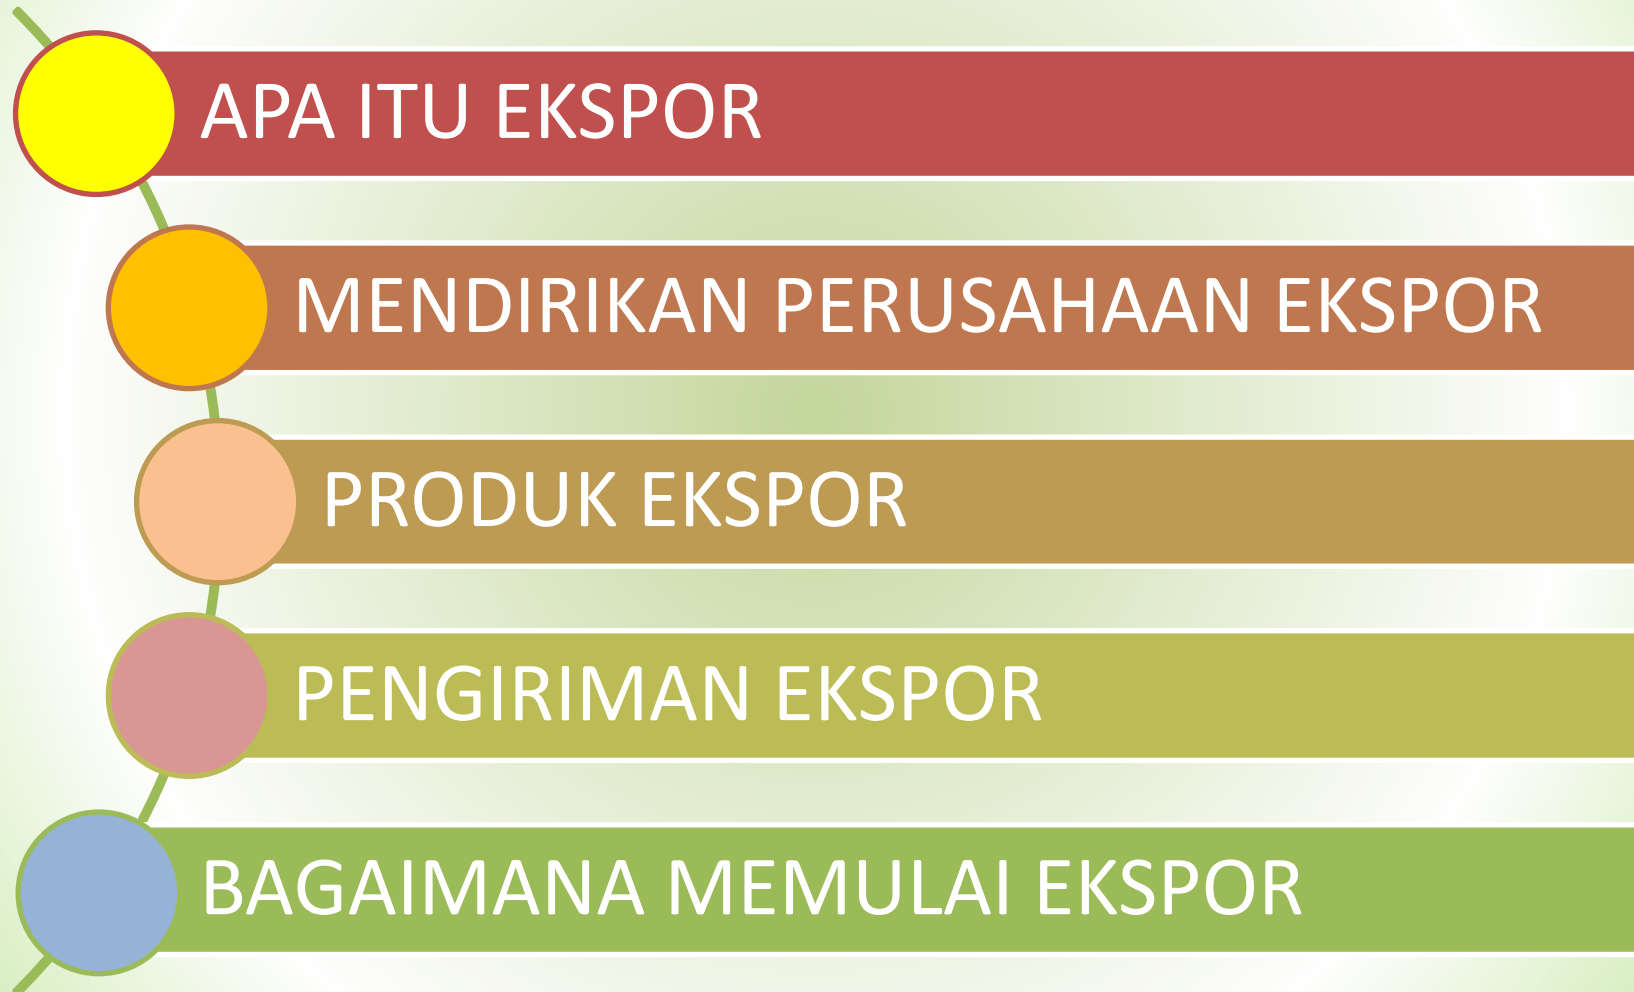 APA ITU EKSPOR
MENDIRIKAN PERUSAHAAN EKSPOR
PRODUK EKSPOR
PENGIRIMAN EKSPOR
BAGAIMANA MEMULAI EKSPOR